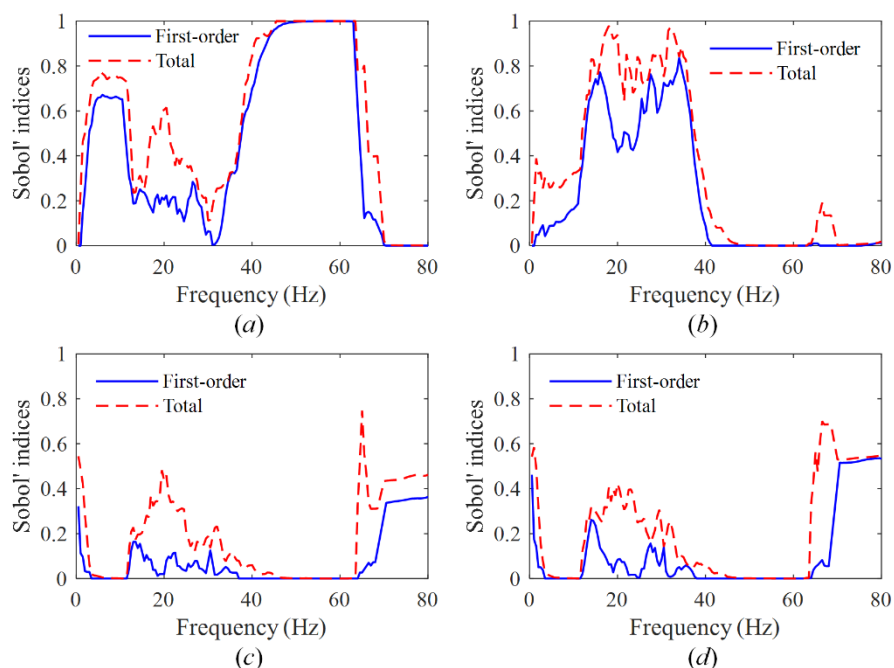 1
0.8
0.6
0.4
0.2
0
First-order
Total
Sobol' indices
0 20 40 60 80
Frequency (Hz)
(a)
1
0.8
0.6
0.4
0.2
0
First-order
Total
Sobol' indices
0 20 40 60 80
Frequency (Hz)
(b)
1
0.8
0.6
0.4
0.2
0
First-order
Total
Sobol' indices
0 20 40 60 80
Frequency (Hz)
(c)
1
0.8
0.6
0.4
0.2
0
First-order
Total
Sobol' indices
0 20 40 60 80
Frequency (Hz)
(d)